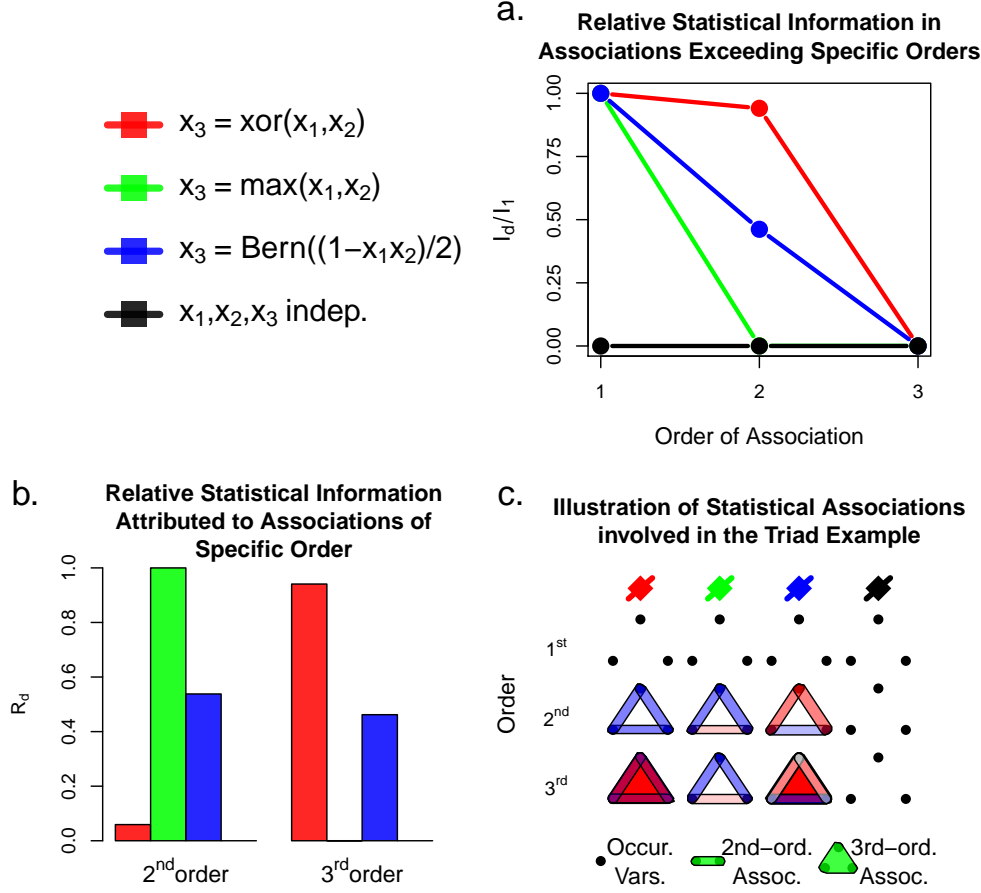 a.
Relative Statistical Information in
Associations Exceeding Specific Orders
x3 = xor(x1,x2)
x3 = max(x1,x2)
x3 = Bern((1−x1x2)/2)
x1,x2,x3 indep.
Id/I1
1.00
0.75
0.50
0.25
0.00
1 2 3
Order of Association
b.
Relative Statistical Information
Attributed to Associations of
Specific Order
Rd
1.0
0.8
0.6
0.4
0.2
0.0
2nd order 3rd order
c.
Illustration of Statistical Associations
involved in the Triad Example
Order
1st
2nd
3rd
Occur. 2nd−ord. 3rd−ord.
Vars. Assoc. Assoc.